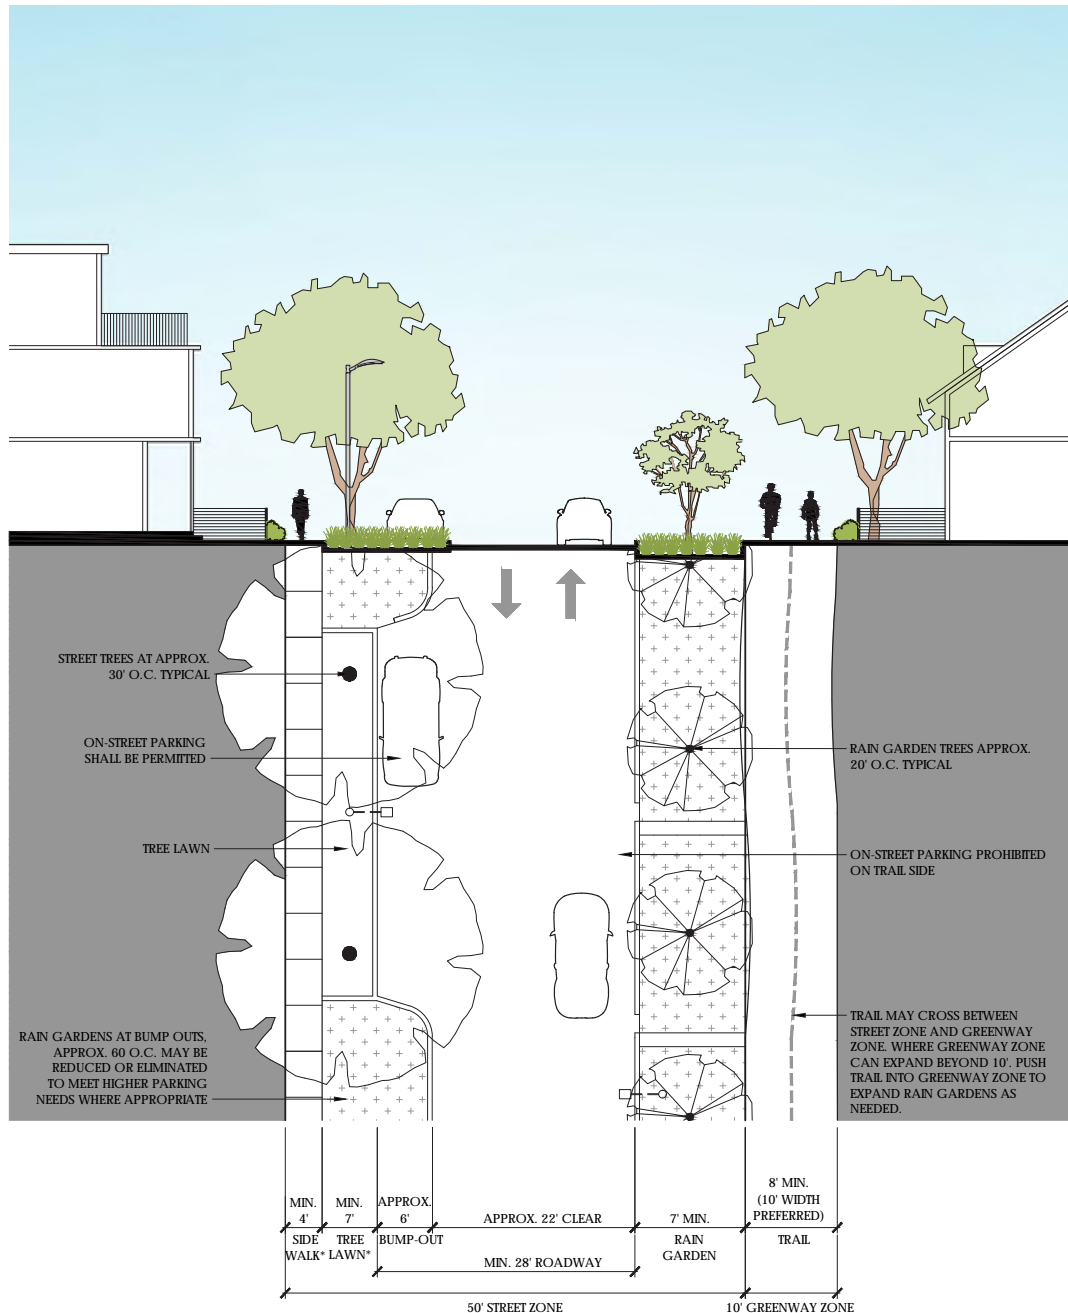 STREET TREES AT APPROX.
30' O.C. TYPICAL
ON-STREET PARKING
SHALL BE PERMITTED
TREE LAWN
RAIN GARDENS AT BUMP OUTS,
APPROX. 60 O.C. MAY BE
REDUCED OR ELIMINATED
TO MEET HIGHER PARKING
NEEDS WHERE APPROPRIATE
RAIN GARDEN TREES APPROX.
20' O.C. TYPICAL
ON-STREET PARKING PROHIBITED
ON TRAIL SIDE
TRAIL MAY CROSS BETWEEN
STREET ZONE AND GREENWAY
ZONE. WHERE GREENWAY ZONE
CAN EXPAND BEYOND 10'. PUSH
TRAIL INTO GREENWAY ZONE TO
EXPAND RAIN GARDENS AS
NEEDED.
MIN.
4'
SIDE
WALK*
MIN.
7'
TREE
LAWN*
APPROX.
6'
BUMP-OUT
APPROX. 22' CLEAR
7' MIN.
RAIN
GARDEN
8' MIN.
(10' WIDTH
PREFERRED)
TRAIL
MIN. 28' ROADWAY
50' STREET ZONE
10' GREENWAY ZONE